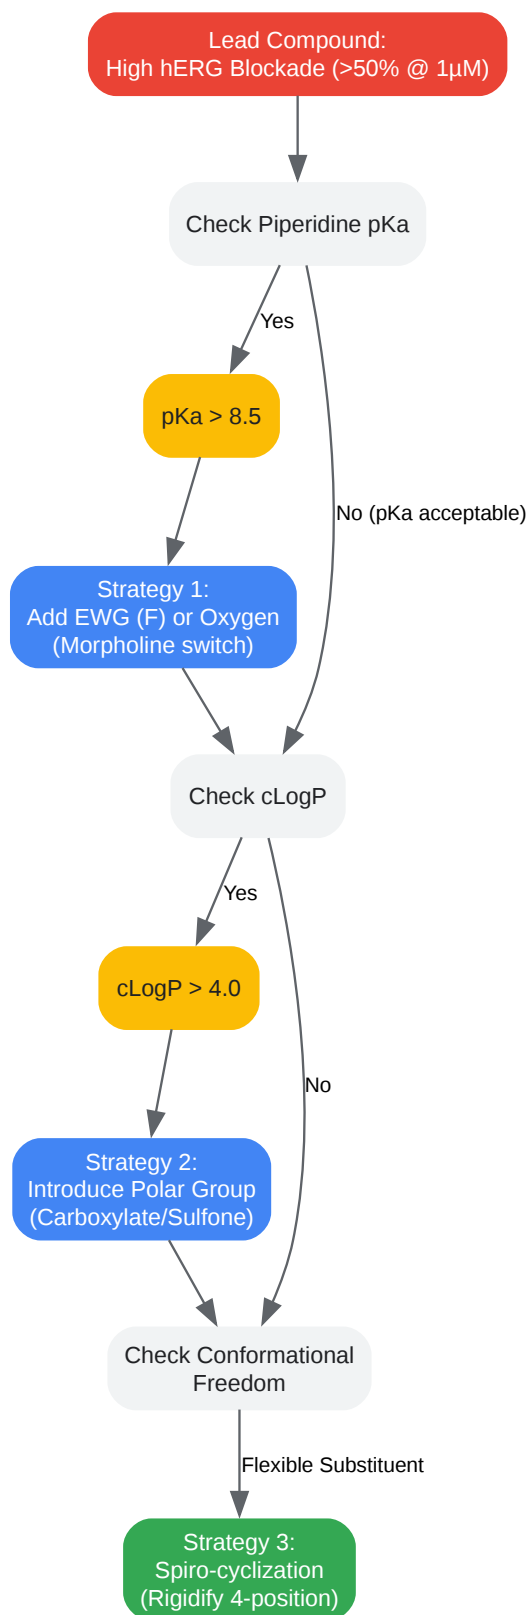 Lead Compound:
High hERG Blockade (>50% @ 1µM)
Check Piperidine pKa
Yes
pKa > 8.5
No (pKa acceptable)
Strategy 1:
Add EWG (F) or Oxygen
(Morpholine switch)
Check cLogP
Yes
cLogP > 4.0
No
Strategy 2:
Introduce Polar Group
(Carboxylate/Sulfone)
Check Conformational
Freedom
Flexible Substituent
Strategy 3:
Spiro-cyclization
(Rigidify 4-position)